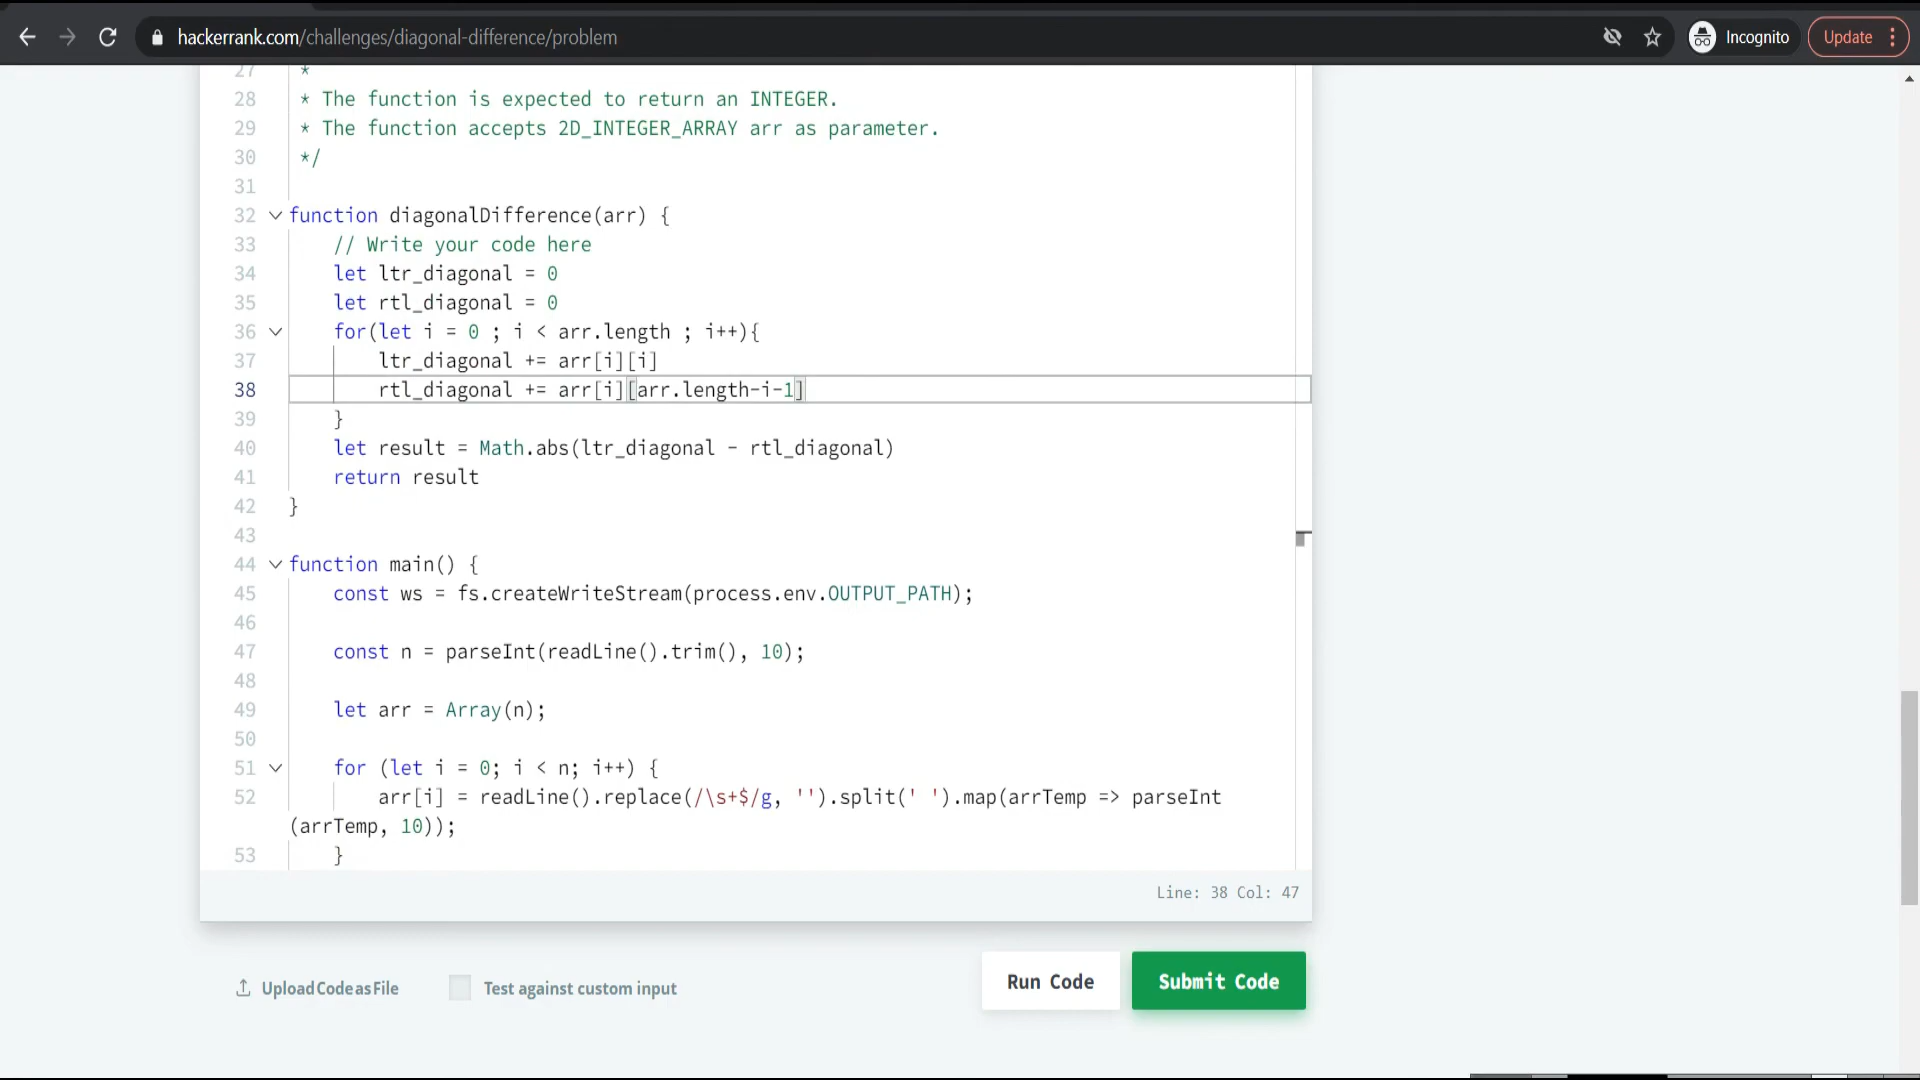 hackerrank.com/challenges/diagonal-difference/problem
Incognito
Update
27 *
28 * The function is expected to return an INTEGER.
29 * The function accepts 2D_INTEGER_ARRAY arr as parameter.
30 */
31
32 function diagonalDifference(arr) {
33 // Write your code here
34 let ltr_diagonal = 0
35 let rtl_diagonal = 0
36 for(let i = 0 ; i < arr.length ; i++){
37 ltr_diagonal += arr[i][i]
38 rtl_diagonal += arr[i][arr.length-i-1]
39 }
40 let result = Math.abs(ltr_diagonal - rtl_diagonal)
41 return result
42 }
43
44 function main() {
45 const ws = fs.createWriteStream(process.env.OUTPUT_PATH);
46
47 const n = parseInt(readLine().trim(), 10);
48
49 let arr = Array(n);
50
51 for (let i = 0; i < n; i++) {
52 arr[i] = readLine().replace(/\s+$/g, '').split(' ').map(arrTemp => parseInt
(arrTemp, 10));
53 }
Line: 38 Col: 47
Upload Code as File
Test against custom input
Run Code
Submit Code